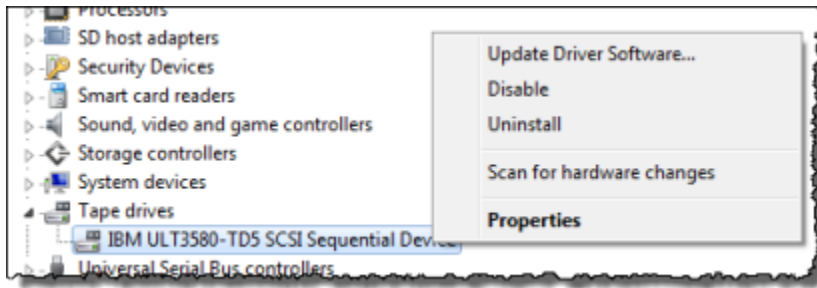 Processors
SD host adapters
Security Devices
Smart card readers
Sound, video and game controllers
Storage controllers
System devices
Tape drives
IBM ULT3580-TD5 SCSI Sequential Device
Universal Serial Bus controllers
Update Driver Software...
Disable
Uninstall
Scan for hardware changes
Properties